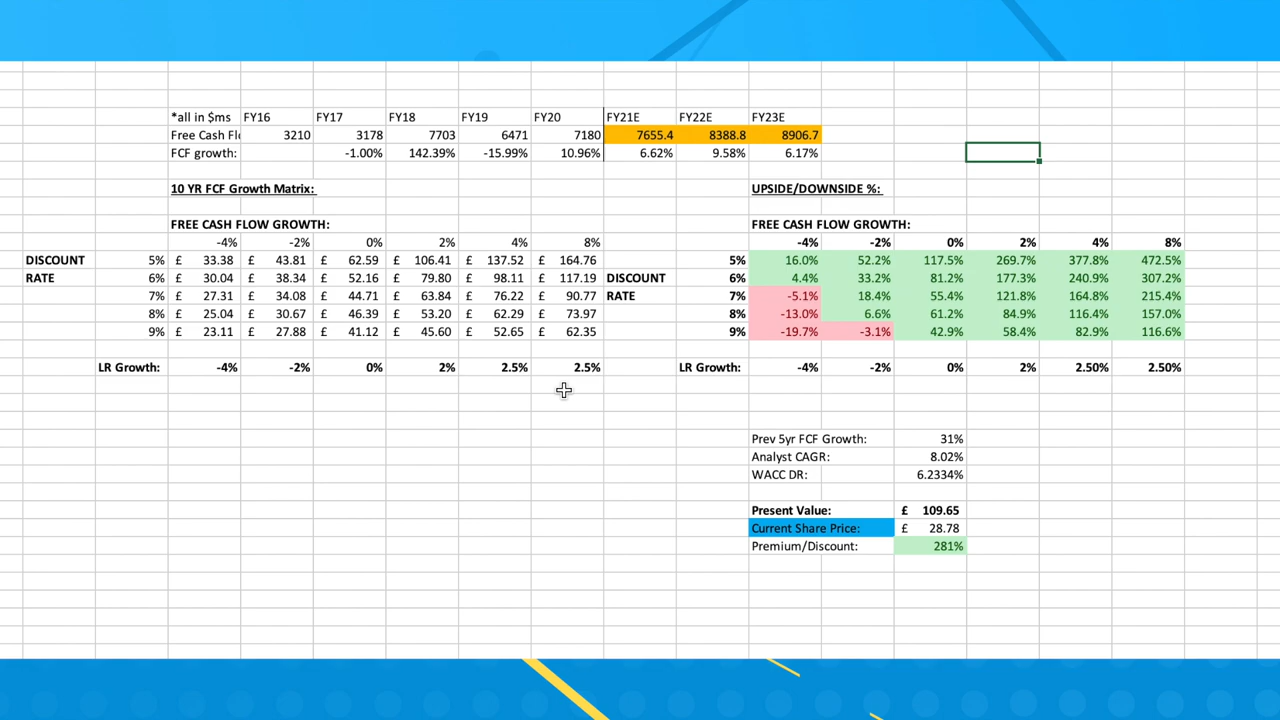 *all in $ms FY16 FY17 FY18 FY19 FY20 FY21E FY22E FY23E
Free Cash Flo 3210 3178 7703 6471 7180 7655.4 8388.8 8906.7
FCF growth: -1.00% 142.39% -15.99% 10.96% 6.62% 9.58% 6.17%
10 YR FCF Growth Matrix: UPSIDE/DOWNSIDE %:
FREE CASH FLOW GROWTH: FREE CASH FLOW GROWTH:
-4% -2% 0% 2% 4% 8% -4% -2% 0% 2% 4% 8%
DISCOUNT 5% £ 33.38 £ 43.81 £ 62.59 £ 106.41 £ 137.52 £ 164.76 5% 16.0% 52.2% 117.5% 269.7% 377.8% 472.5%
RATE 6% £ 30.04 £ 38.34 £ 52.16 £ 79.80 £ 98.11 £ 117.19 DISCOUNT 6% 4.4% 33.2% 81.2% 177.3% 240.9% 307.2%
7% £ 27.31 £ 34.08 £ 44.71 £ 63.84 £ 76.22 £ 90.77 RATE 7% -5.1% 18.4% 55.4% 121.8% 164.8% 215.4%
8% £ 25.04 £ 30.67 £ 46.39 £ 53.20 £ 62.29 £ 73.97 8% -13.0% 6.6% 61.2% 84.9% 116.4% 157.0%
9% £ 23.11 £ 27.88 £ 41.12 £ 45.60 £ 52.65 £ 62.35 9% -19.7% -3.1% 42.9% 58.4% 82.9% 116.6%
LR Growth: -4% -2% 0% 2% 2.5% 2.5% LR Growth: -4% -2% 0% 2% 2.50% 2.50%
Prev 5yr FCF Growth: 31%
Analyst CAGR: 8.02%
WACC DR: 6.2334%
Present Value: £ 109.65
Current Share Price: £ 28.78
Premium/Discount: 281%